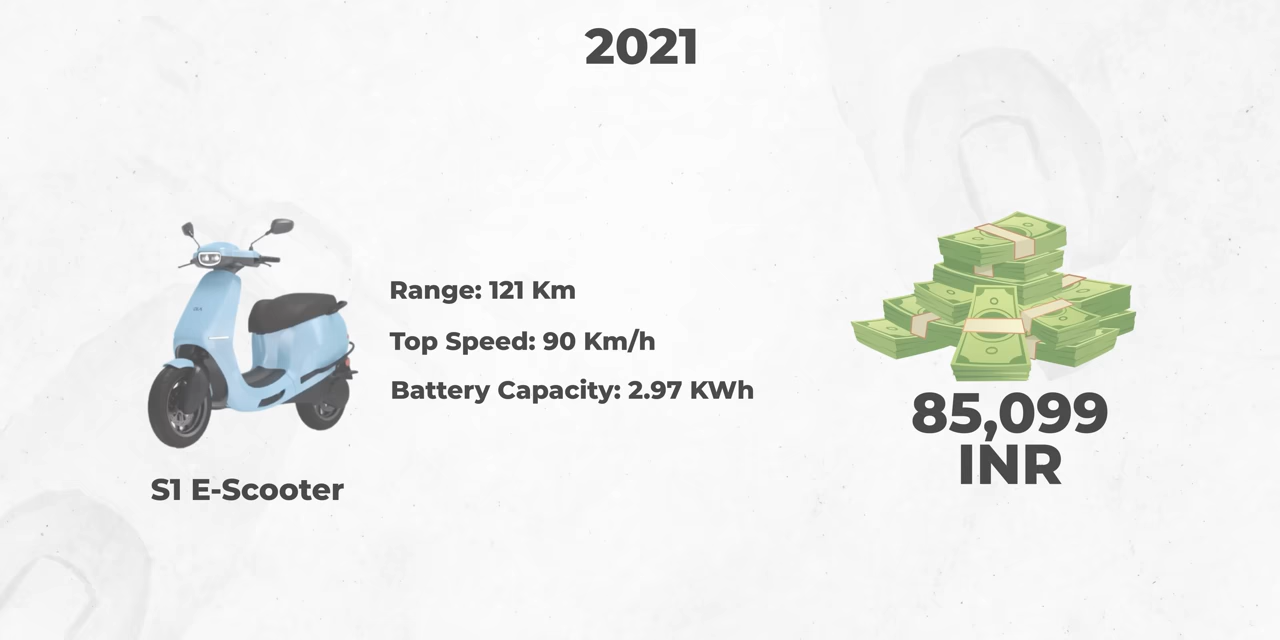 2021
Range: 121 Km
Top Speed: 90 Km/h
Battery Capacity: 2.97 KWh
S1 E-Scooter
85,099
INR